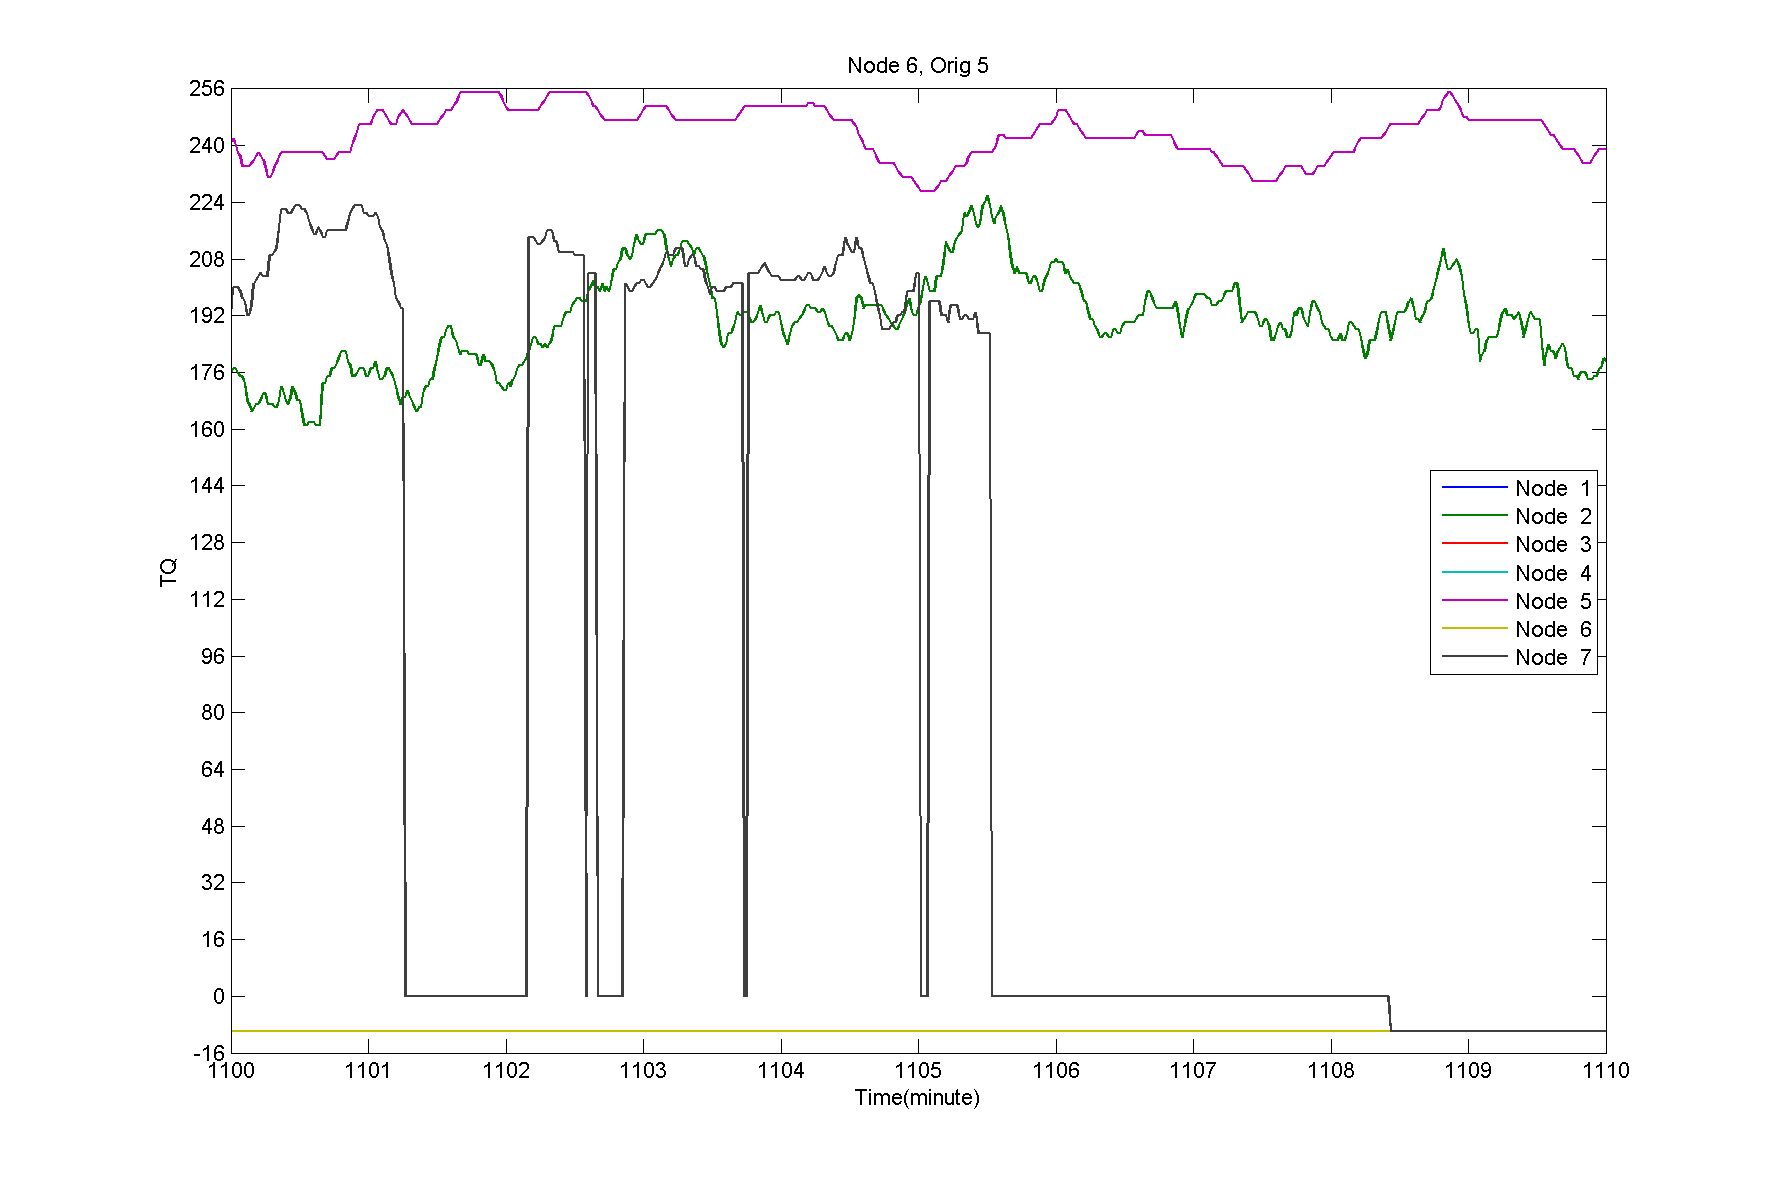 Node 6, Orig 5
256
240
224
208
192
176
160
144
128
112
96
80
64
48
32
16
0
-16
TQ
Node 1
Node 2
Node 3
Node 4
Node 5
Node 6
Node 7
1100 1101 1102 1103 1104 1105 1106 1107 1108 1109 1110
Time(minute)